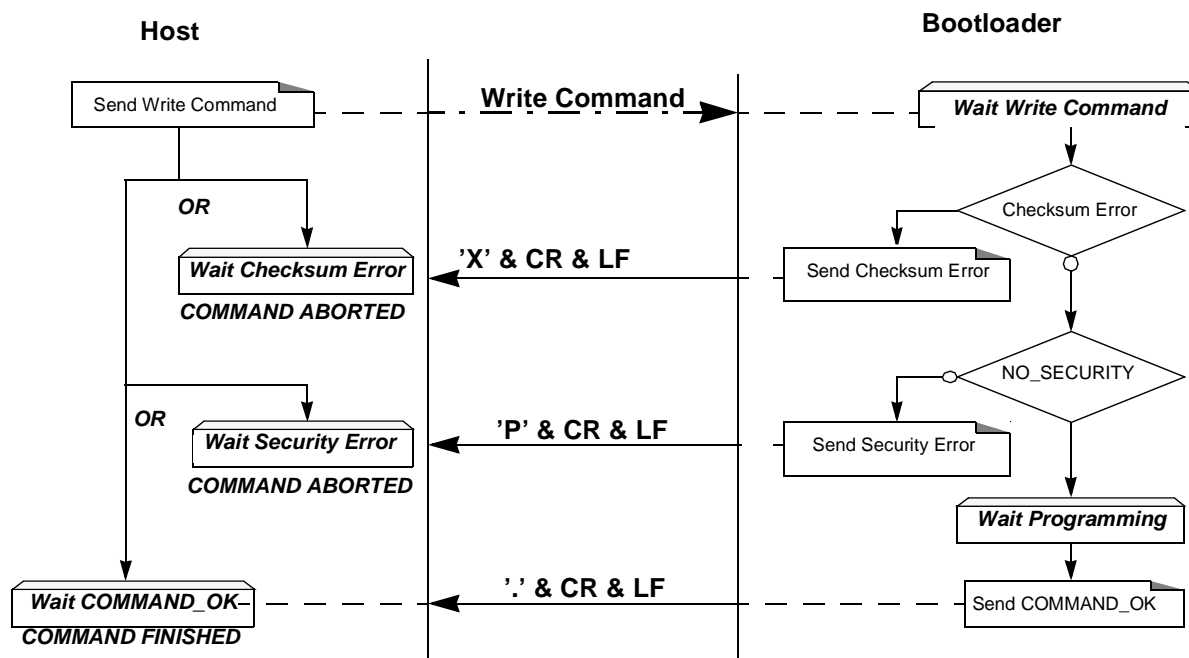 Host
Bootloader
Send Write Command
Write Command
Wait Write Command
OR
Checksum Error
Wait Checksum Error
'X' & CR & LF
Send Checksum Error
COMMAND ABORTED
NO_SECURITY
OR
Wait Security Error
'P' & CR & LF
Send Security Error
COMMAND ABORTED
Wait Programming
Wait COMMAND_OK
'.' & CR & LF
Send COMMAND_OK
COMMAND FINISHED